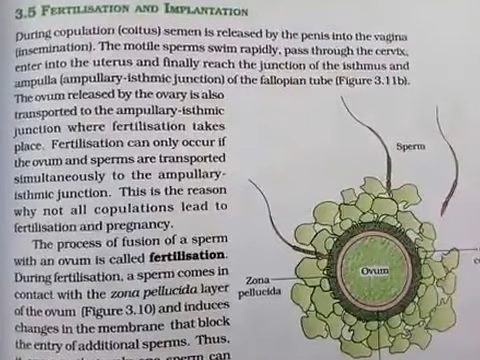 3.5 FERTILISATION AND IMPLANTATION
During copulation (coitus) semen is released by the penis into the vagina
(insemination). The motile sperms swim rapidly, pass through the cervix,
enter into the uterus and finally reach the junction of the isthmus and
ampulla (ampullary-isthmic junction) of the fallopian tube (Figure 3.11b).
The ovum released by the ovary is also
transported to the ampullary-isthmic
junction where fertilisation takes
place. Fertilisation can only occur if
the ovum and sperms are transported
simultaneously to the ampullary-
isthmic junction. This is the reason
why not all copulations lead to
fertilisation and pregnancy.
The process of fusion of a sperm
with an ovum is called fertilisation.
During fertilisation, a sperm comes in
contact with the zona pellucida layer
of the ovum (Figure 3.10) and induces
changes in the membrane that block
the entry of additional sperms. Thus,
sperm can
Sperm
Ovum
Zona
pellucida